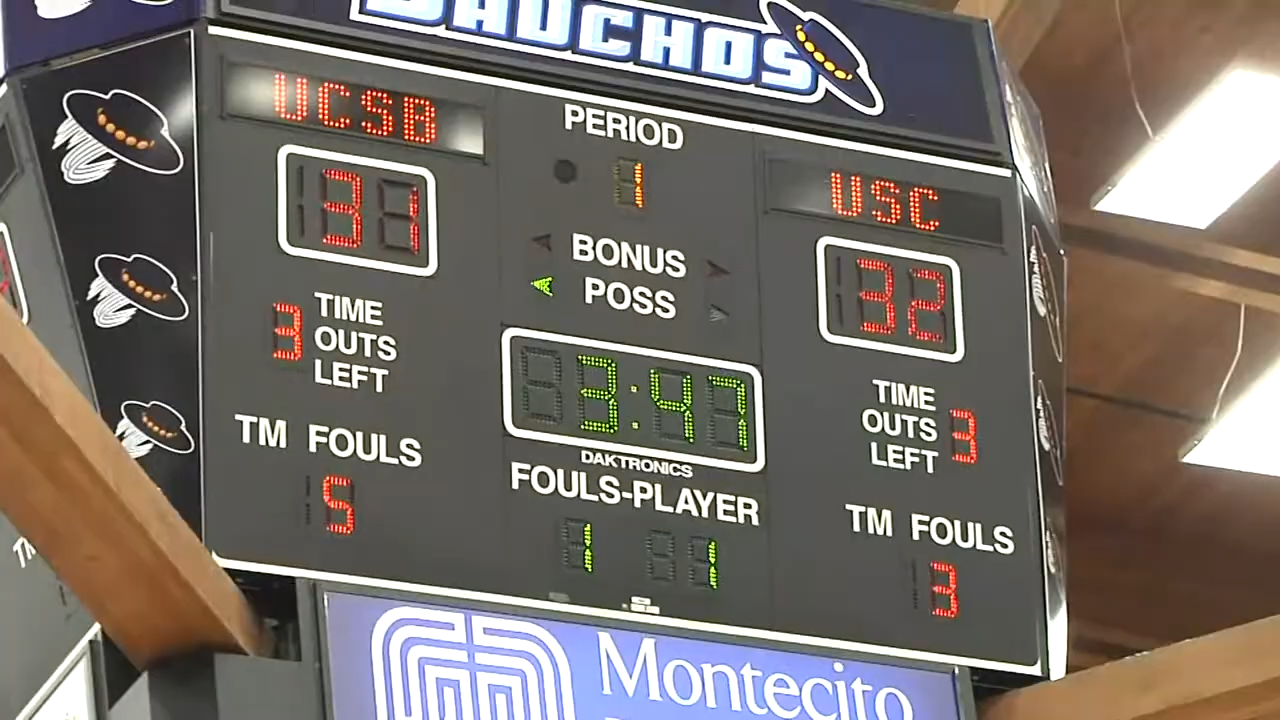 GAUCHOS
UCSB
PERIOD
USC
31
1
32
BONUS
POSS
3 TIME OUTS LEFT
3:47
TIME OUTS LEFT 3
DAKTRONICS
TM FOULS
FOULS-PLAYER
TM FOULS
5
1 1
3
Montecito